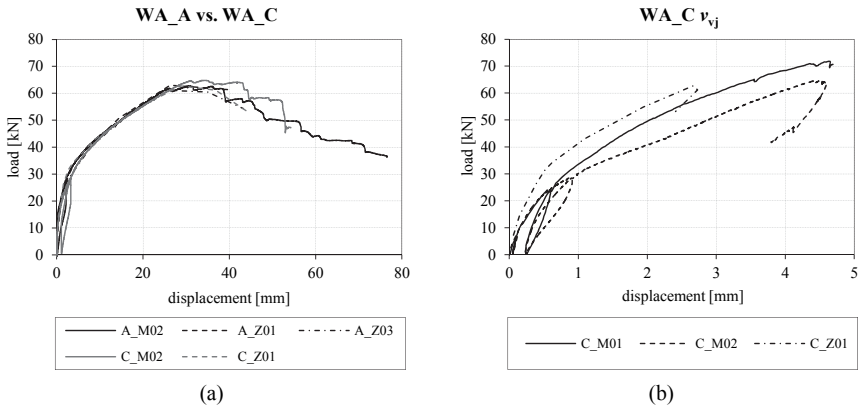 WA_A vs. WA_C
80
70
60
50
40
30
20
10
0
load [kN]
0 20 40 60 80
displacement [mm]
A_M02 A_Z01 A_Z03
C_M02 C_Z01
(a)
WA_C vvj
80
70
60
50
40
30
20
10
0
load [kN]
0 1 2 3 4 5
displacement [mm]
C_M01 C_M02 C_Z01
(b)